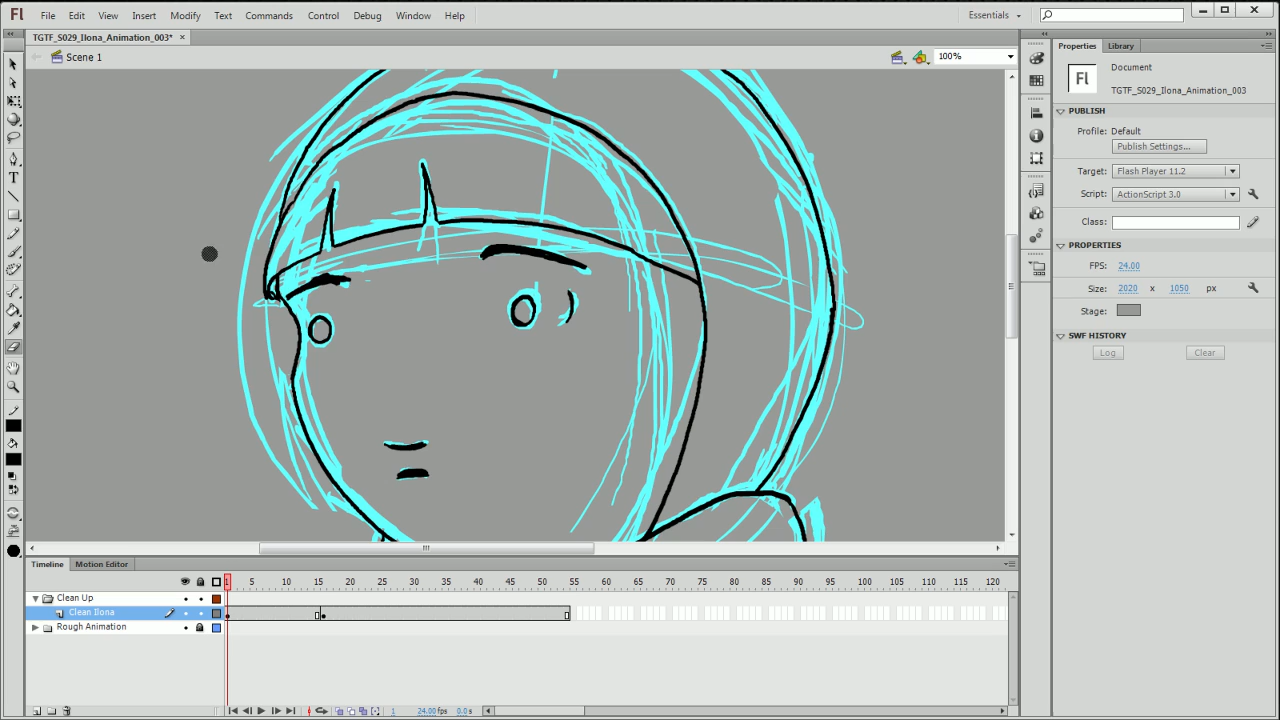 Fl File Edit View Insert Modify Text Commands Control Debug Window Help Essentials
TGTF_S029_Ilona_Animation_003* ×
Scene 1 100%
Properties Library
Fl Document
TGTF_S029_Ilona_Animation_003
PUBLISH
Profile: Default
Publish Settings...
Target: Flash Player 11.2
Script: ActionScript 3.0
Class:
PROPERTIES
FPS: 24.00
Size: 2020 x 1050 px
Stage:
SWF HISTORY
Log Clear
Timeline Motion Editor
1 5 10 15 20 25 30 35 40 45 50 55 60 65 70 75 80 85 90 95 100 105 110 115 120
Clean Up
Clean Ilona
Rough Animation
1 24.00 fps 0.0 s